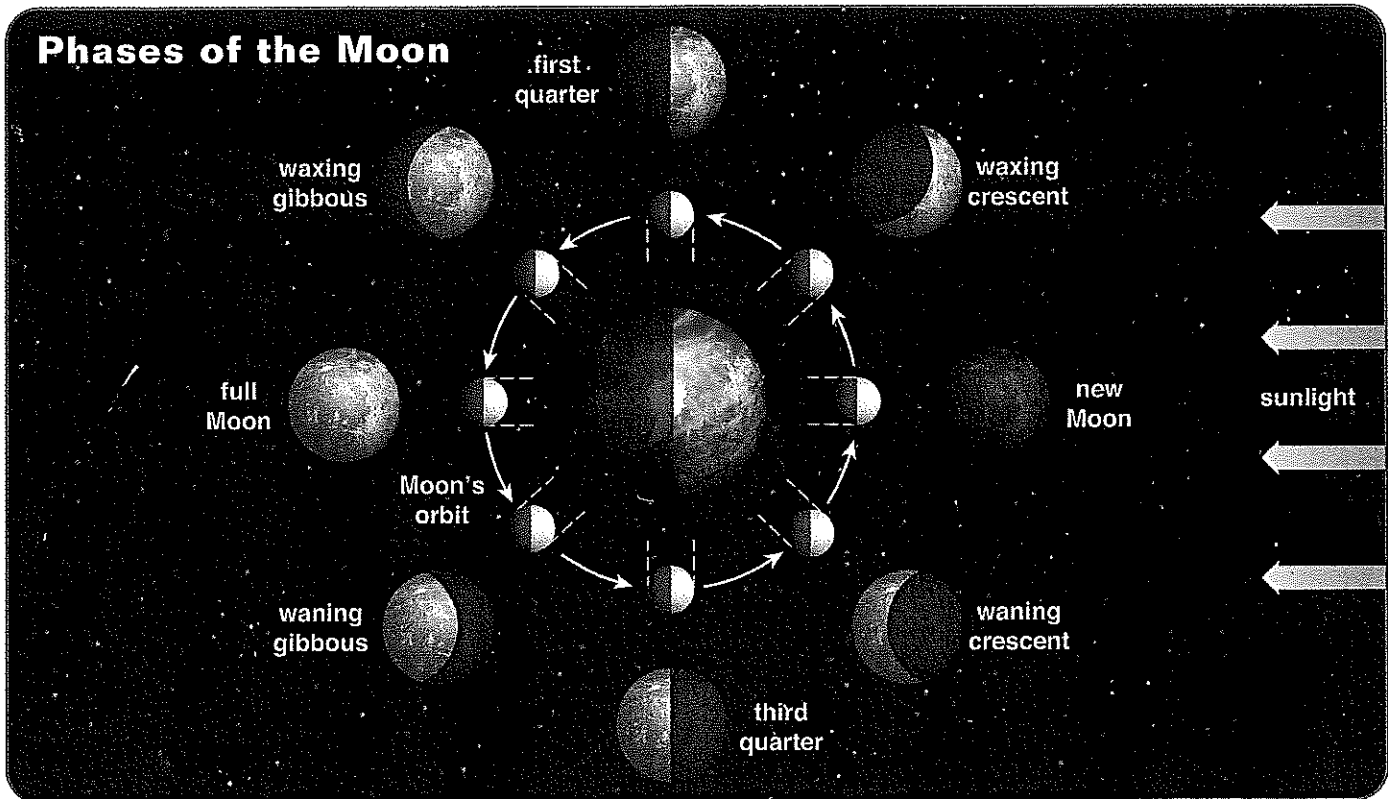 Phases of the Moon
first
quarter
waxing
gibbous
waxing
crescent
full
Moon
new
Moon
sunlight
Moon's
orbit
waning
gibbous
waning
crescent
third
quarter